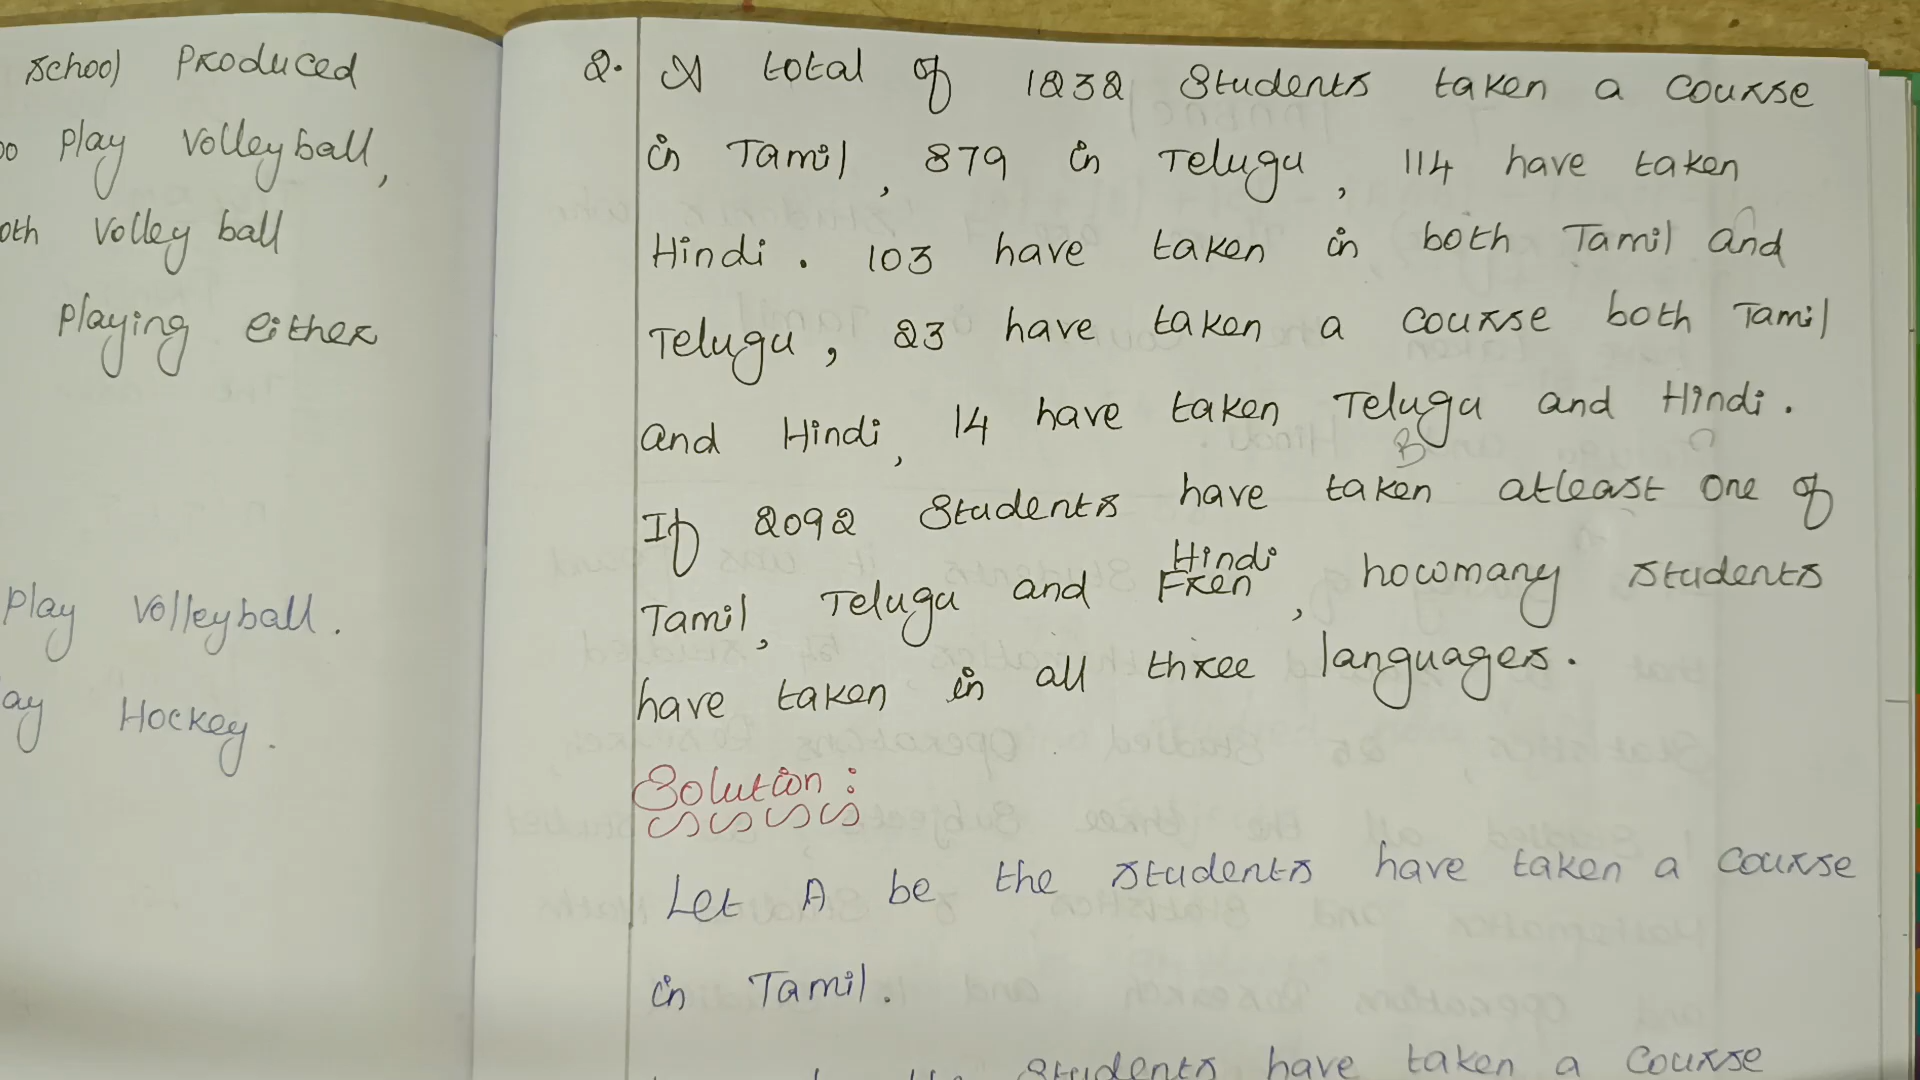 school produced
play volleyball,
volley ball
playing either
play volleyball.
Hockey.
2. A total of 1232 students taken a course
in Tamil, 879 in Telugu, 114 have taken
Hindi. 103 have taken in both Tamil and
Telugu, 23 have taken a course both Tamil
and Hindi, 14 have taken Telugu and Hindi.
B
If 2092 students have taken atleast one of
Hindi
Tamil, Telugu and Fren, howmany students
have taken in all three languages.
Solution:
Let A be the students have taken a course
in Tamil.
students have taken a course